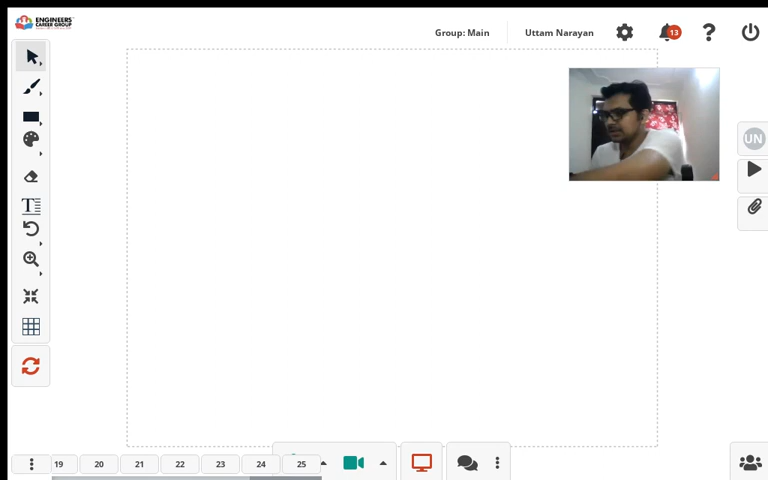 ENGINEERS
CAREER GROUP
Group: Main
Uttam Narayan
13
?
UN
T
19
20
21
22
23
24
25